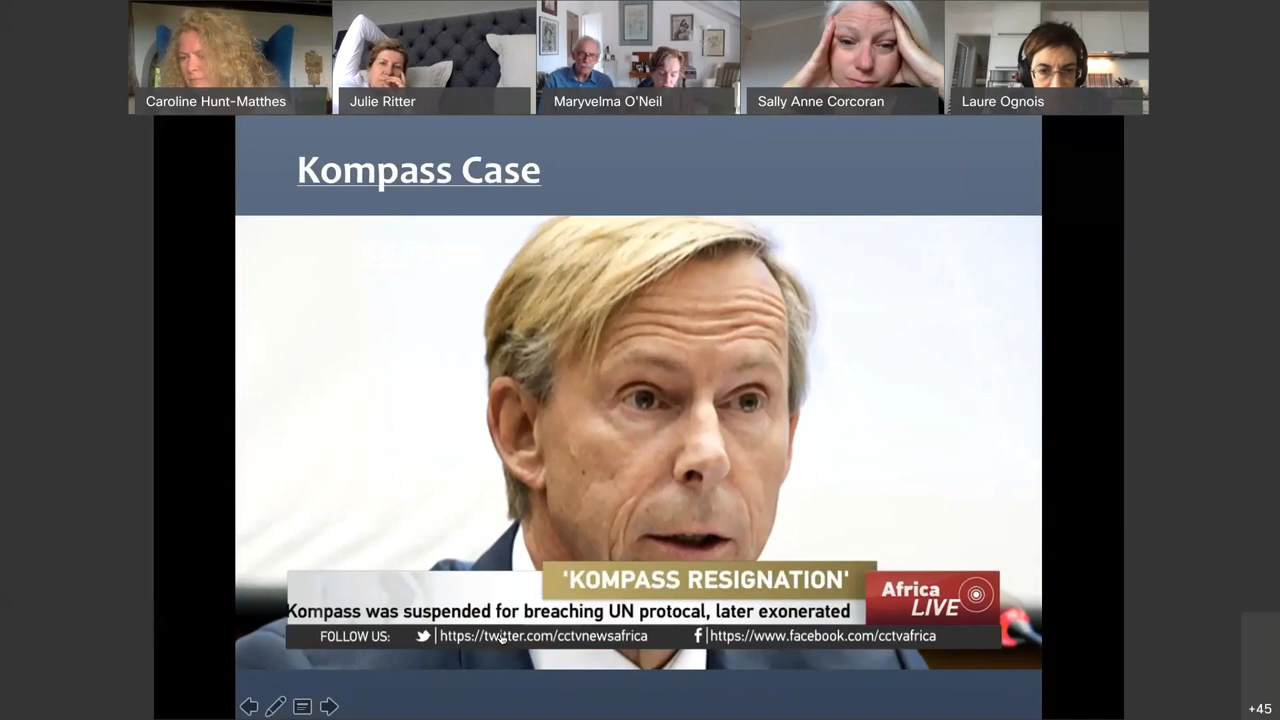 Caroline Hunt-Matthes
Julie Ritter
Maryvelma O'Neil
Sally Anne Corcoran
Laure Ognois
Kompass Case
'KOMPASS RESIGNATION'
Kompass was suspended for breaching UN protocal, later exonerated
Africa
LIVE
FOLLOW US:
https://twitter.com/cctvnewsafrica
https://www.facebook.com/cctvafrica
+45